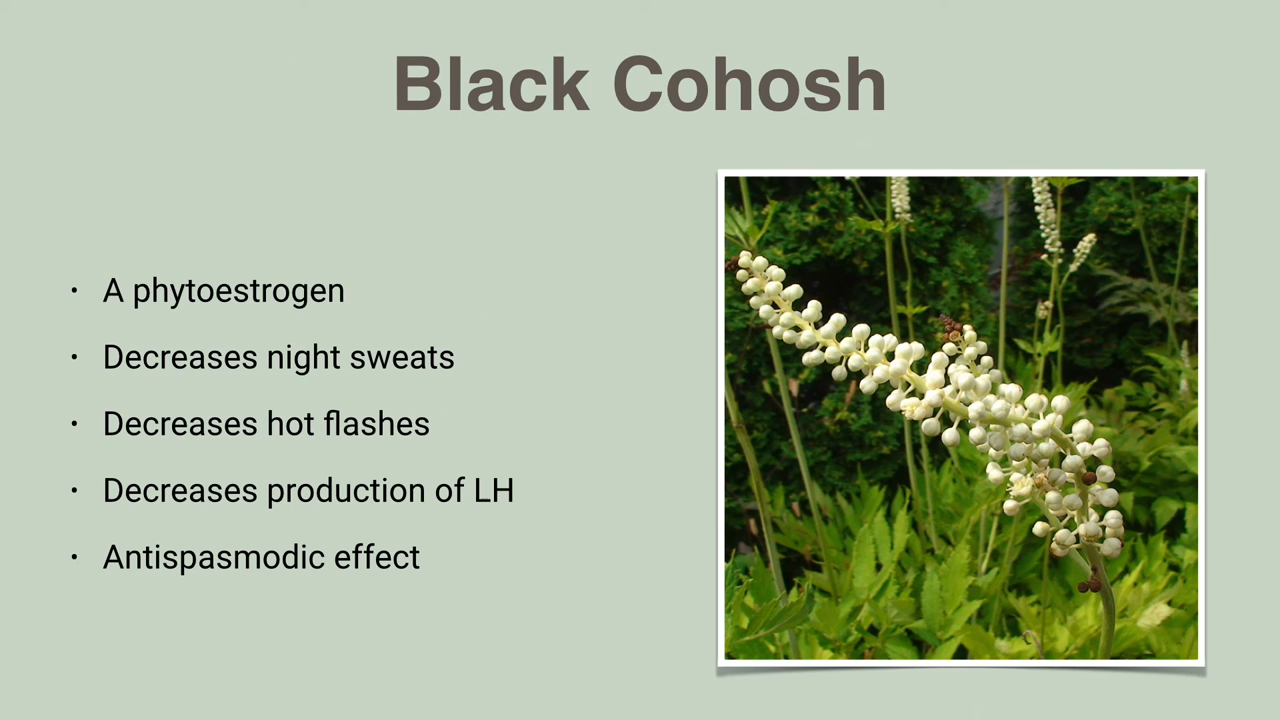 Black Cohosh
· A phytoestrogen
· Decreases night sweats
· Decreases hot flashes
· Decreases production of LH
· Antispasmodic effect